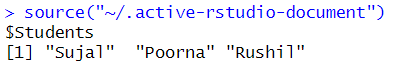 > source("~/.active-rstudio-document")
$Students
[1] "Sujal"  "Poorna" "Rushil"